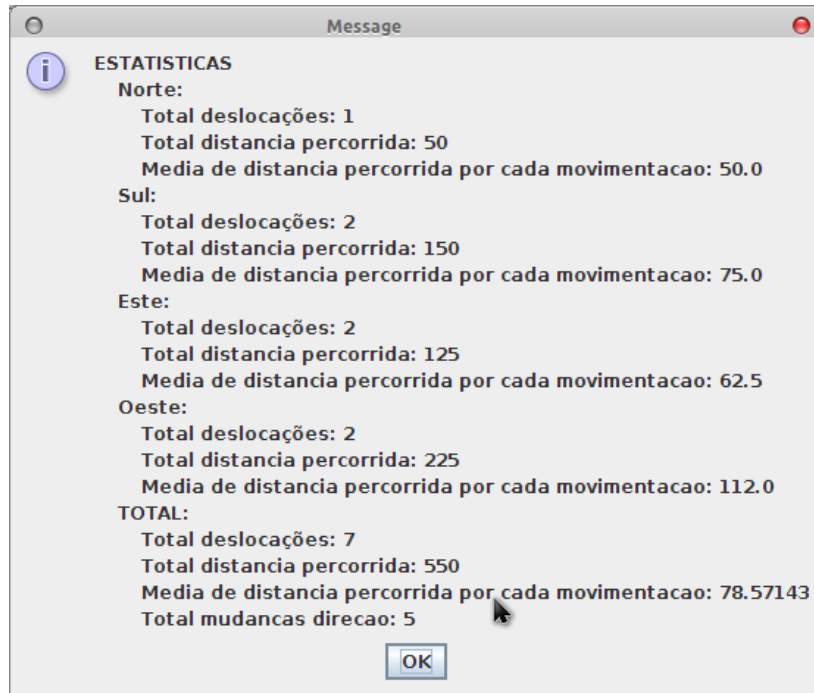 Message
ESTATISTICAS
Norte:
Total deslocações: 1
Total distancia percorrida: 50
Media de distancia percorrida por cada movimentacao: 50.0
Sul:
Total deslocações: 2
Total distancia percorrida: 150
Media de distancia percorrida por cada movimentacao: 75.0
Este:
Total deslocações: 2
Total distancia percorrida: 125
Media de distancia percorrida por cada movimentacao: 62.5
Oeste:
Total deslocações: 2
Total distancia percorrida: 225
Media de distancia percorrida por cada movimentacao: 112.0
TOTAL:
Total deslocações: 7
Total distancia percorrida: 550
Media de distancia percorrida por cada movimentacao: 78.57143
Total mudancas direcao: 5
OK